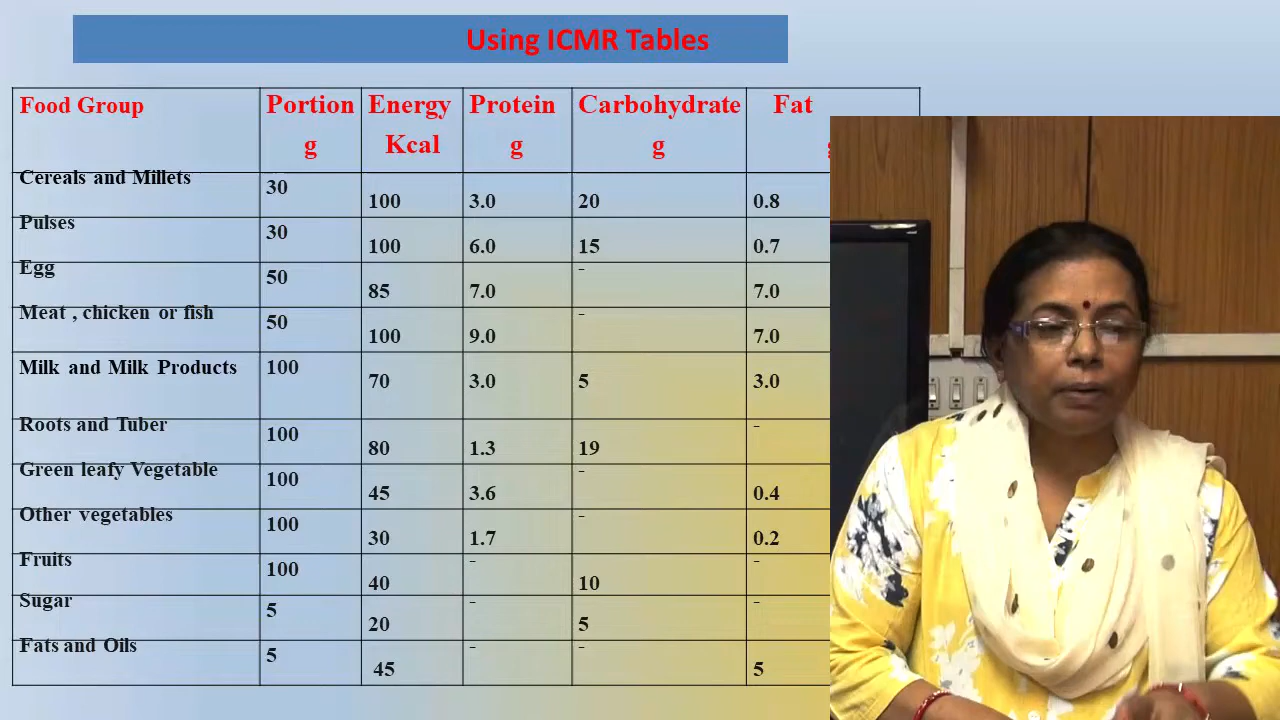 Using ICMR Tables
Food Group Portion g Energy Kcal Protein g Carbohydrate g Fat
Cereals and Millets 30 100 3.0 20 0.8
Pulses 30 100 6.0 15 0.7
Egg 50 85 7.0 - 7.0
Meat , chicken or fish 50 100 9.0 - 7.0
Milk and Milk Products 100 70 3.0 5 3.0
Roots and Tuber 100 80 1.3 19 -
Green leafy Vegetable 100 45 3.6 - 0.4
Other vegetables 100 30 1.7 - 0.2
Fruits 100 40 - 10 -
Sugar 5 20 - 5 -
Fats and Oils 5 45 - - 5